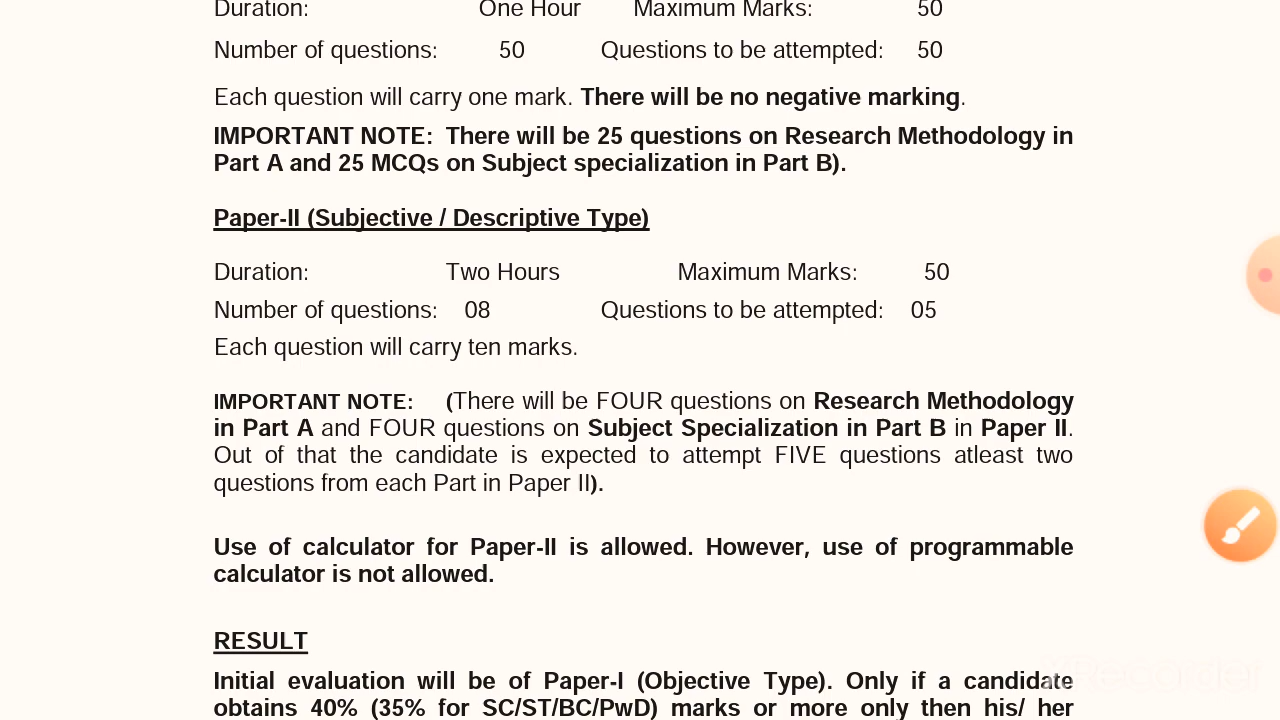 Duration: One Hour Maximum Marks: 50
Number of questions: 50 Questions to be attempted: 50
Each question will carry one mark. There will be no negative marking.
IMPORTANT NOTE: There will be 25 questions on Research Methodology in
Part A and 25 MCQs on Subject specialization in Part B).
Paper-II (Subjective / Descriptive Type)
Duration: Two Hours Maximum Marks: 50
Number of questions: 08 Questions to be attempted: 05
Each question will carry ten marks.
IMPORTANT NOTE: (There will be FOUR questions on Research Methodology
in Part A and FOUR questions on Subject Specialization in Part B in Paper II.
Out of that the candidate is expected to attempt FIVE questions atleast two
questions from each Part in Paper II).
Use of calculator for Paper-II is allowed. However, use of programmable
calculator is not allowed.
RESULT
Initial evaluation will be of Paper-I (Objective Type). Only if a candidate
obtains 40% (35% for SC/ST/BC/PwD) marks or more only then his/ her
XRecorder